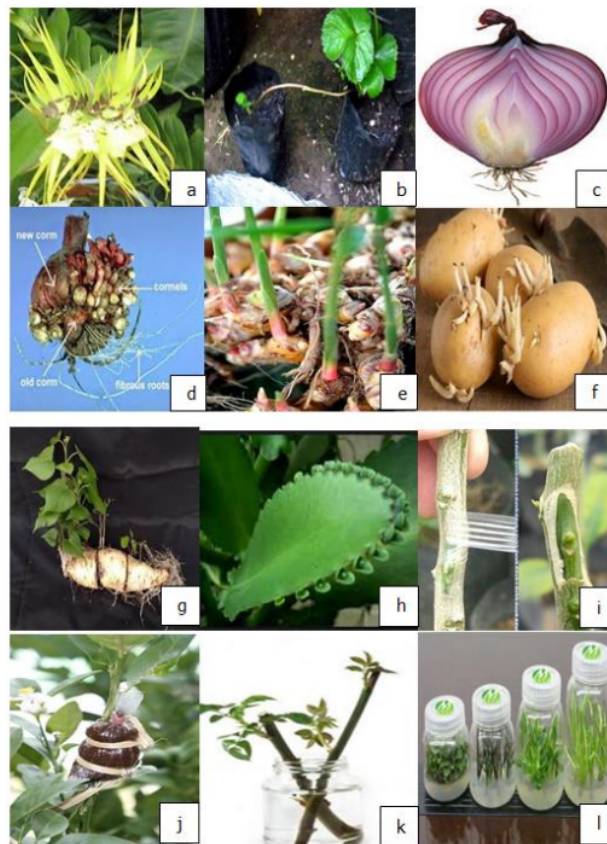 a
b
c
new corm
cormels
old corm
fibrous roots
d
e
f
g
h
i
j
k
l